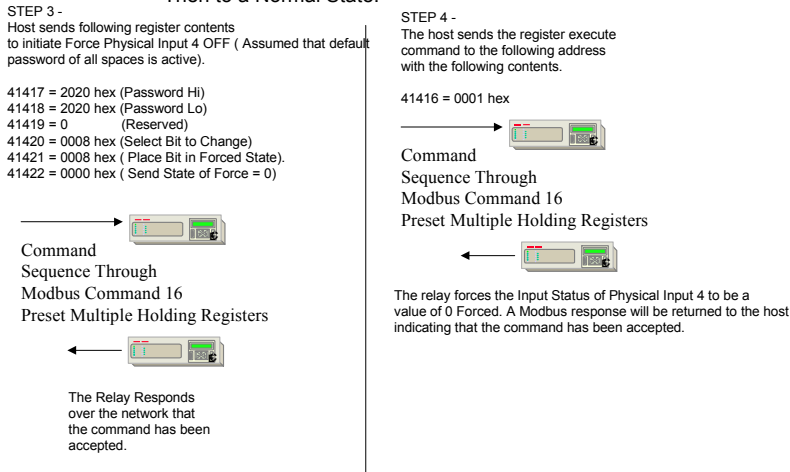 Then to a Normal State.
STEP 3 -
Host sends following register contents
to initiate Force Physical Input 4 OFF ( Assumed that default
password of all spaces is active).
41417 = 2020 hex (Password Hi)
41418 = 2020 hex (Password Lo)
41419 = 0 (Reserved)
41420 = 0008 hex (Select Bit to Change)
41421 = 0008 hex ( Place Bit in Forced State).
41422 = 0000 hex ( Send State of Force = 0)
Command
Sequence Through
Modbus Command 16
Preset Multiple Holding Registers
The Relay Responds
over the network that
the command has been
accepted.
STEP 4 -
The host sends the register execute
command to the following address
with the following contents.
41416 = 0001 hex
Command
Sequence Through
Modbus Command 16
Preset Multiple Holding Registers
The relay forces the Input Status of Physical Input 4 to be a
value of 0 Forced. A Modbus response will be returned to the host
indicating that the command has been accepted.